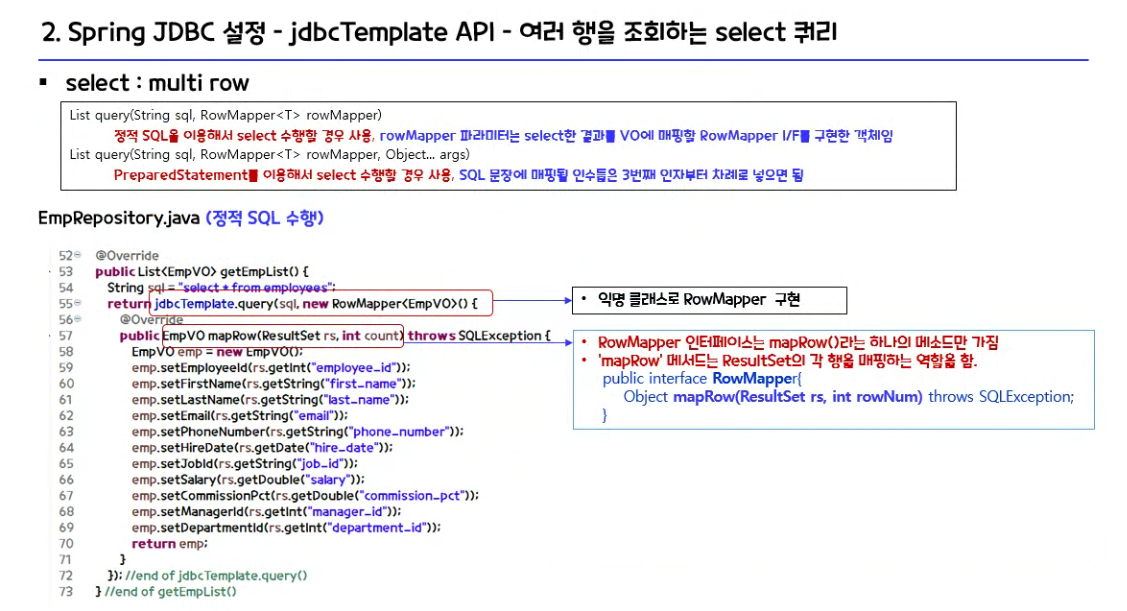 2. Spring JDBC 설정 - jdbcTemplate API - 여러 행을 조회하는 select 쿼리
▪ select : multi row
List query(String sql, RowMapper<T> rowMapper)
정적 SQL을 이용해서 select 수행할 경우 사용, rowMapper 파라미터는 select한 결과를 VO에 매핑할 RowMapper I/F를 구현한 객체임
List query(String sql, RowMapper<T> rowMapper, Object... args)
PreparedStatement를 이용해서 select 수행할 경우 사용, SQL 문장에 매핑될 인수들은 3번째 인자부터 차례로 넣으면 됨
EmpRepository.java (정적 SQL 수행)
52 @Override
53 public List<EmpVO> getEmpList() {
54 String sql = "select * from employees";
55 return jdbcTemplate.query(sql, new RowMapper<EmpVO>() {
• 익명 클래스로 RowMapper 구현
56 @Override
57 public EmpVO mapRow(ResultSet rs, int count) throws SQLException {
58 EmpVO emp = new EmpVO();
59 emp.setEmployeeId(rs.getInt("employee_id"));
60 emp.setFirstName(rs.getString("first_name"));
61 emp.setLastName(rs.getString("last_name"));
62 emp.setEmail(rs.getString("email"));
63 emp.setPhoneNumber(rs.getString("phone_number"));
64 emp.setHireDate(rs.getDate("hire_date"));
65 emp.setJobId(rs.getString("job_id"));
66 emp.setSalary(rs.getDouble("salary"));
67 emp.setCommissionPct(rs.getDouble("commission_pct"));
68 emp.setManagerId(rs.getInt("manager_id"));
69 emp.setDepartmentId(rs.getInt("department_id"));
70 return emp;
71 }
72 }); //end of jdbcTemplate.query()
73 } //end of getEmpList()
• RowMapper 인터페이스는 mapRow()라는 하나의 메소드만 가짐
• 'mapRow' 메서드는 ResultSet의 각 행을 매핑하는 역할을 함.
public interface RowMapper{
Object mapRow(ResultSet rs, int rowNum) throws SQLException;
}